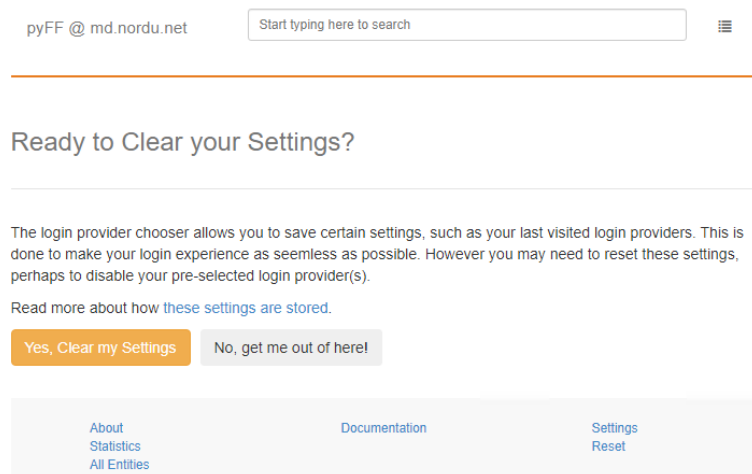 pyFF @ md.nordu.net
Start typing here to search
Ready to Clear your Settings?
The login provider chooser allows you to save certain settings, such as your last visited login providers. This is
done to make your login experience as seemless as possible. However you may need to reset these settings,
perhaps to disable your pre-selected login provider(s).
Read more about how these settings are stored.
Yes, Clear my Settings
No, get me out of here!
About
Statistics
All Entities
Documentation
Settings
Reset